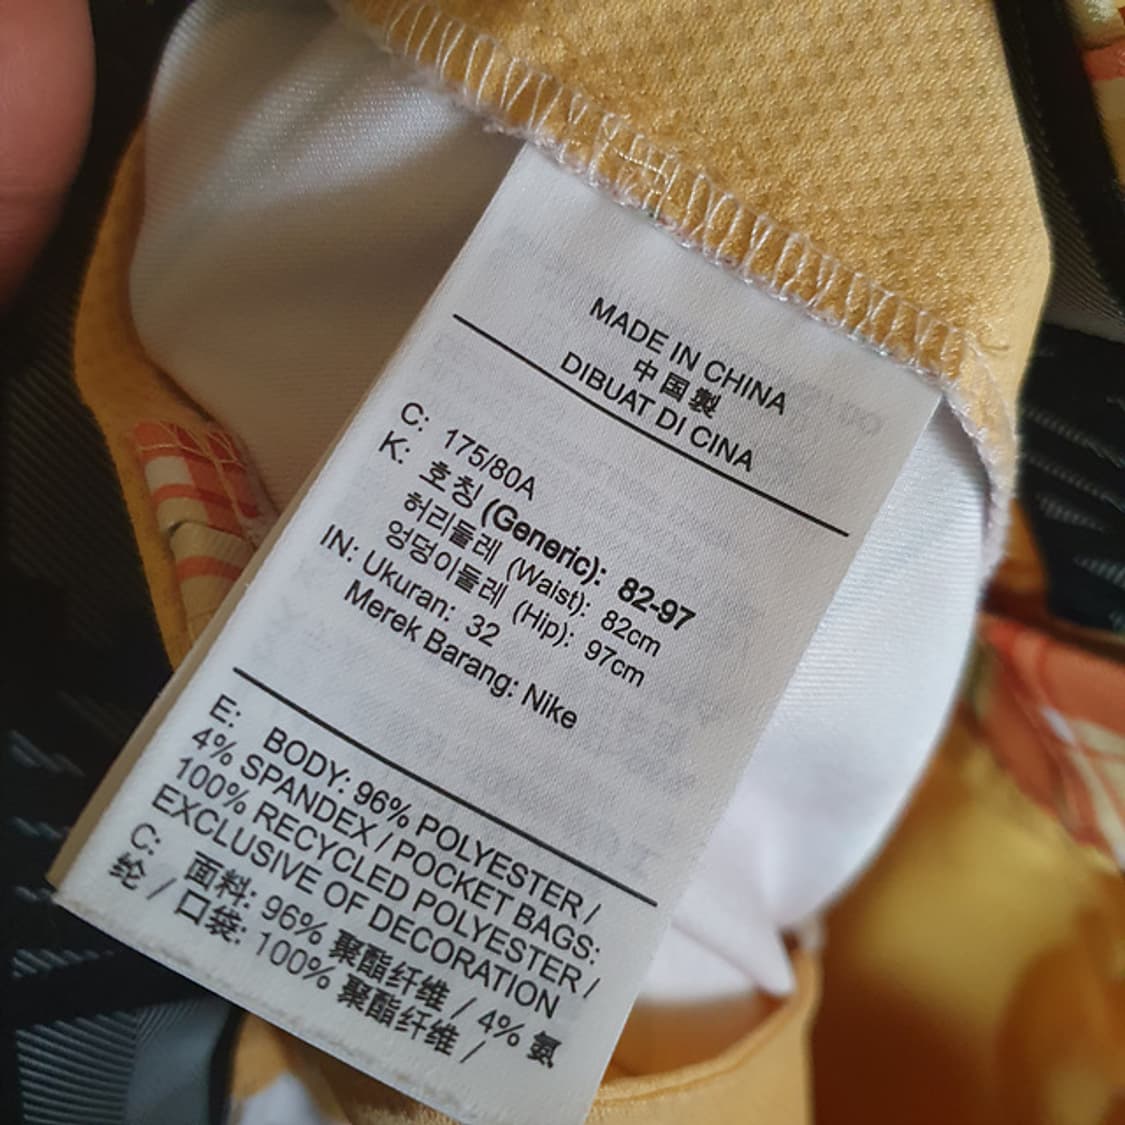 MADE IN CHINA
中国製
DIBUAT DI CINA
C: 175/80A
K: 호칭 (Generic): 82-97
허리둘레 (Waist): 82cm
엉덩이둘레 (Hip): 97cm
IN: Ukuran: 32
Merek Barang: Nike
E: BODY: 96% POLYESTER /
4% SPANDEX / POCKET BAGS:
100% RECYCLED POLYESTER /
EXCLUSIVE OF DECORATION
C: 面料: 96% 聚酯纤维 / 4% 氨
纶 / 口袋: 100% 聚酯纤维 /